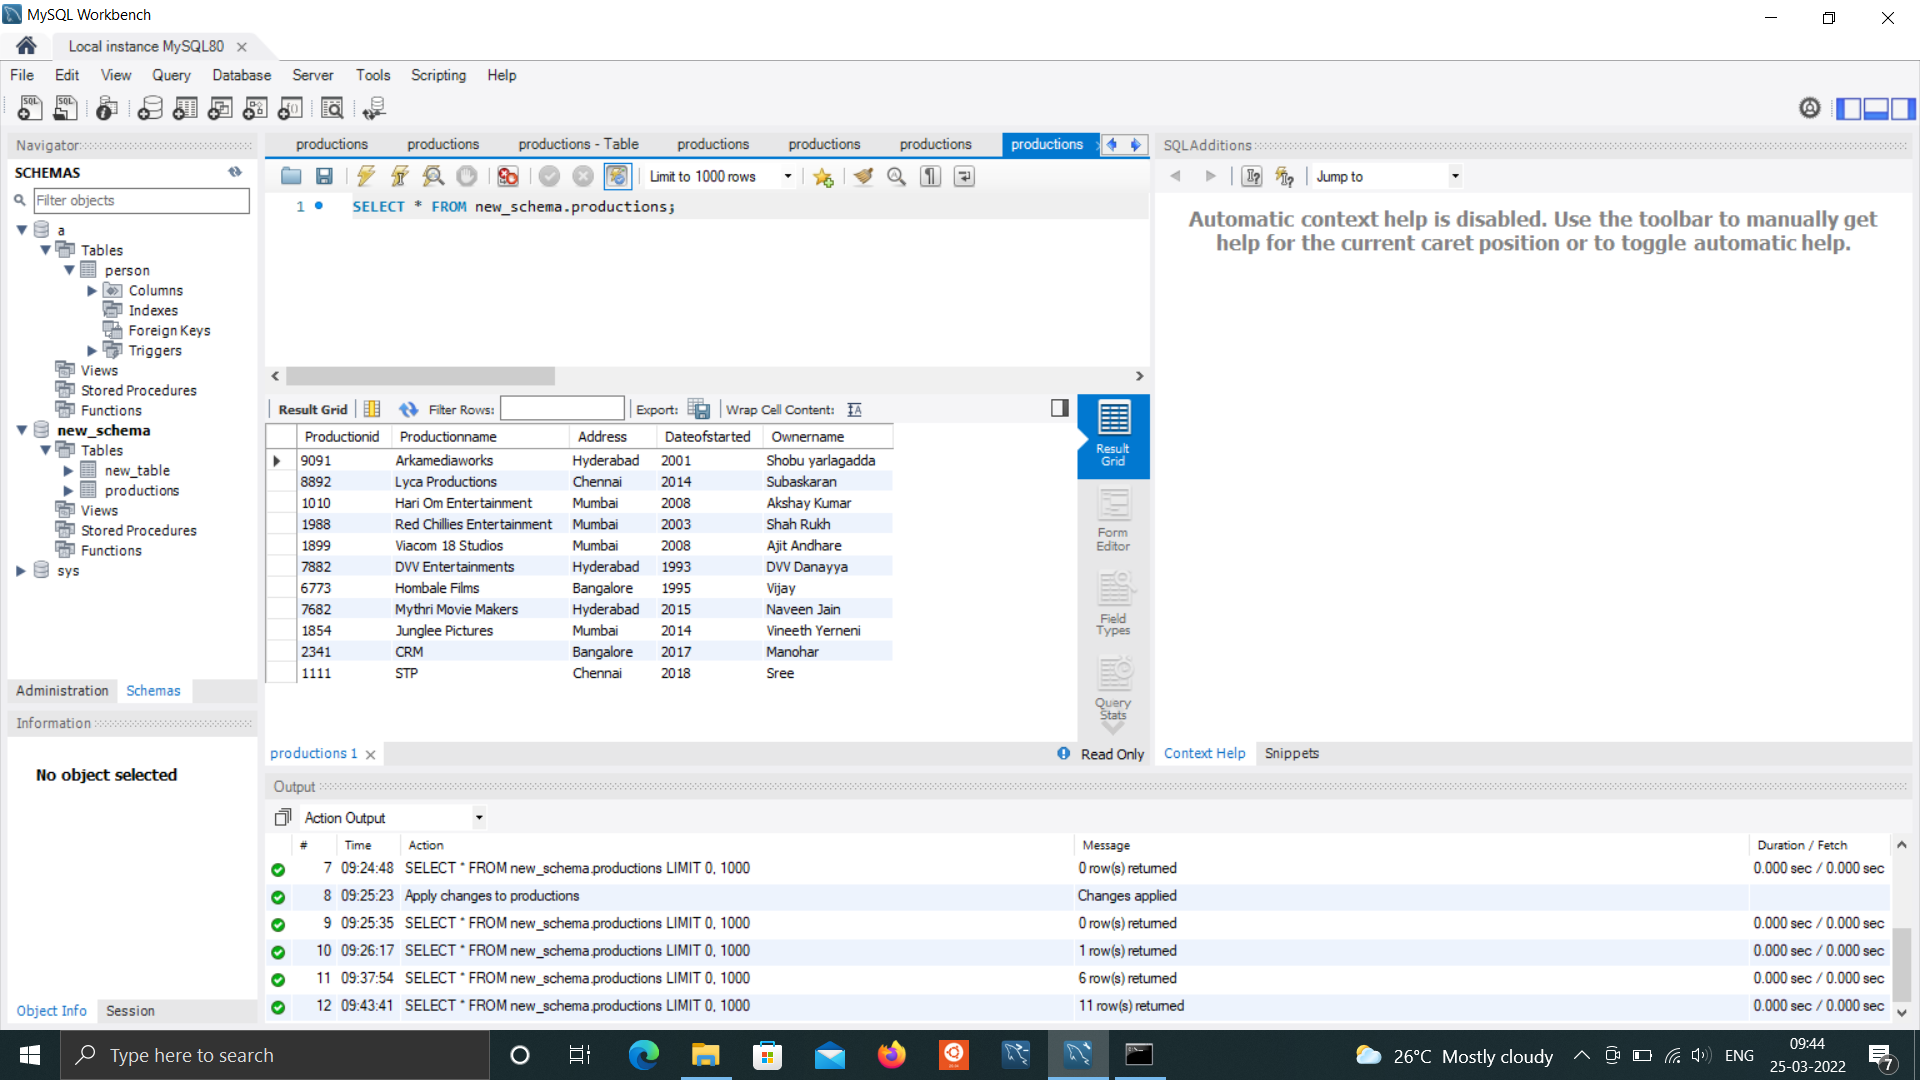 MySQL Workbench
Local instance MySQL80
File Edit View Query Database Server Tools Scripting Help
Navigator
SCHEMAS
Filter objects
a
Tables
person
Columns
Indexes
Foreign Keys
Triggers
Views
Stored Procedures
Functions
new_schema
Tables
new_table
productions
Views
Stored Procedures
Functions
sys
Administration Schemas
Information
No object selected
Object Info Session
productions productions productions - Table productions productions productions productions
Limit to 1000 rows
1 SELECT * FROM new_schema.productions;
Result Grid Filter Rows: Export: Wrap Cell Content:
Productionid Productionname Address Dateofstarted Ownername
9091 Arkamediaworks Hyderabad 2001 Shobu yarlagadda
8892 Lyca Productions Chennai 2014 Subaskaran
1010 Hari Om Entertainment Mumbai 2008 Akshay Kumar
1988 Red Chillies Entertainment Mumbai 2003 Shah Rukh
1899 Viacom 18 Studios Mumbai 2008 Ajit Andhare
7882 DVV Entertainments Hyderabad 1993 DVV Danayya
6773 Hombale Films Bangalore 1995 Vijay
7682 Mythri Movie Makers Hyderabad 2015 Naveen Jain
1854 Junglee Pictures Mumbai 2014 Vineeth Yerneni
2341 CRM Bangalore 2017 Manohar
1111 STP Chennai 2018 Sree
Result
Grid
Form
Editor
Field
Types
Query
Stats
productions 1 Read Only
SQLAdditions
Jump to
Automatic context help is disabled. Use the toolbar to manually get
help for the current caret position or to toggle automatic help.
Context Help Snippets
Output
Action Output
# Time Action Message Duration / Fetch
7 09:24:48 SELECT * FROM new_schema.productions LIMIT 0, 1000 0 row(s) returned 0.000 sec / 0.000 sec
8 09:25:23 Apply changes to productions Changes applied
9 09:25:35 SELECT * FROM new_schema.productions LIMIT 0, 1000 0 row(s) returned 0.000 sec / 0.000 sec
10 09:26:17 SELECT * FROM new_schema.productions LIMIT 0, 1000 1 row(s) returned 0.000 sec / 0.000 sec
11 09:37:54 SELECT * FROM new_schema.productions LIMIT 0, 1000 6 row(s) returned 0.000 sec / 0.000 sec
12 09:43:41 SELECT * FROM new_schema.productions LIMIT 0, 1000 11 row(s) returned 0.000 sec / 0.000 sec
Type here to search
26°C Mostly cloudy
ENG
09:44
25-03-2022
7